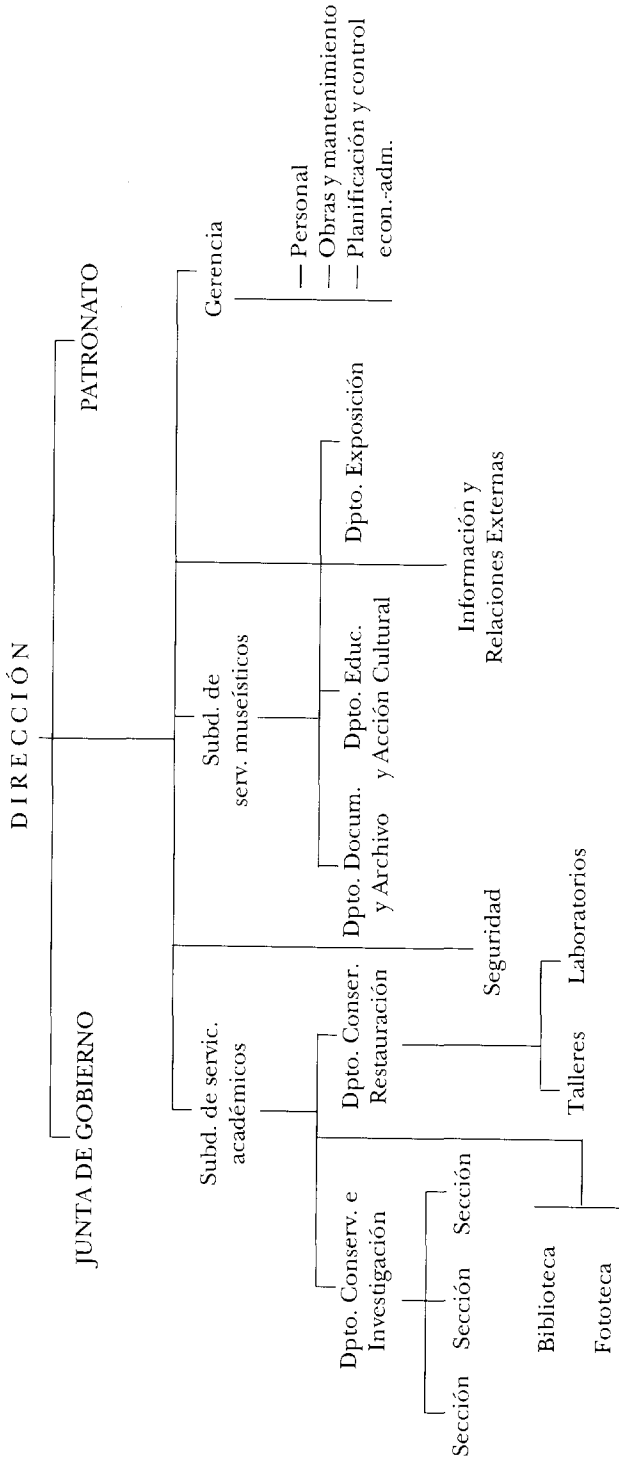 DIRECCIÓN
JUNTA DE GOBIERNO
PATRONATO
Subd. de servic.
académicos
Subd. de
serv. museísticos
Gerencia
— Personal
— Obras y mantenimiento
— Planificación y control
econ.-adm.
Dpto. Conserv. e
Investigación
Dpto. Conser.
Restauración
Dpto. Docum.
y Archivo
Dpto. Educ.
y Acción Cultural
Dpto. Exposición
Sección
Sección
Sección
Seguridad
Información y
Relaciones Externas
Biblioteca
Fototeca
Talleres
Laboratorios